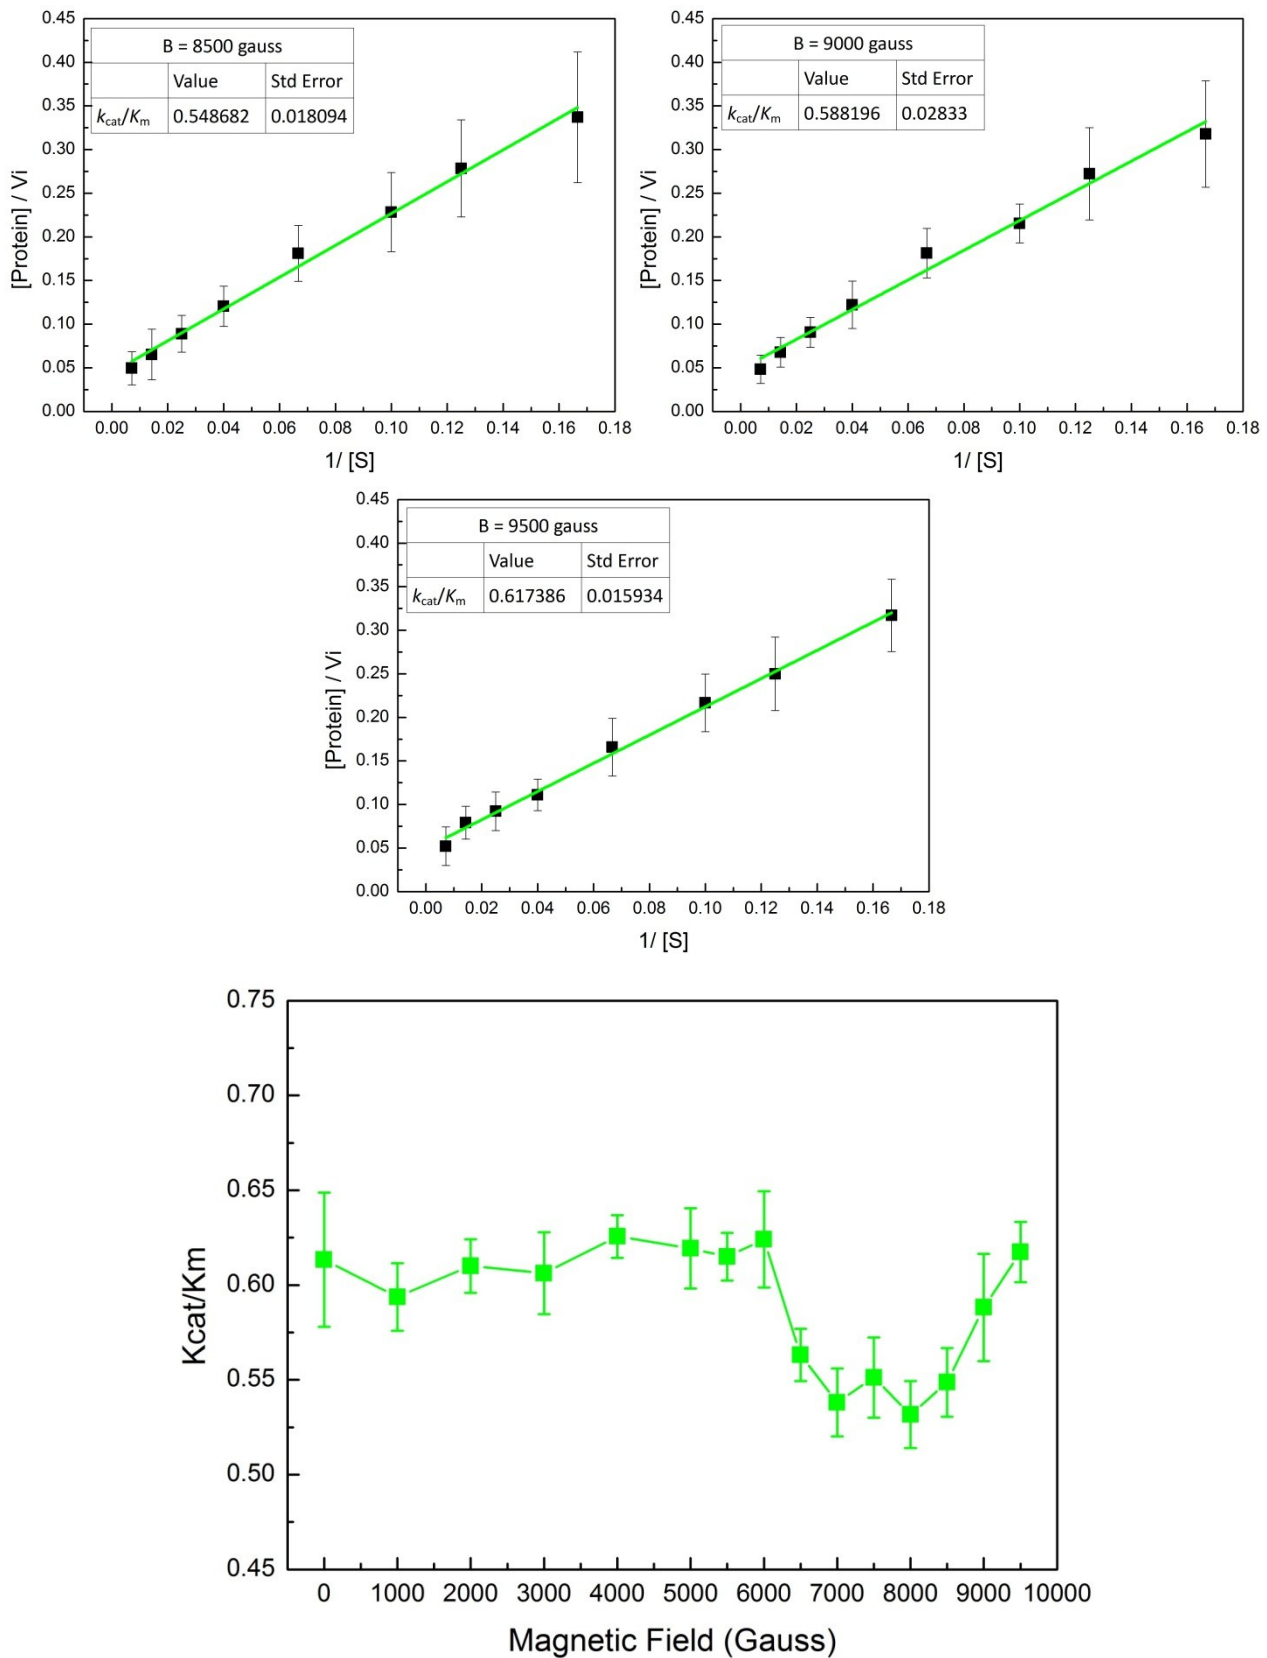 B = 8500 gauss
Value Std Error
kcat/Km 0.548682 0.018094
0.45
0.40
0.35
0.30
0.25
0.20
0.15
0.10
0.05
0.00
[Protein] / Vi
0.00 0.02 0.04 0.06 0.08 0.10 0.12 0.14 0.16 0.18
1/ [S]
B = 9000 gauss
Value Std Error
kcat/Km 0.588196 0.02833
0.45
0.40
0.35
0.30
0.25
0.20
0.15
0.10
0.05
0.00
[Protein] / Vi
0.00 0.02 0.04 0.06 0.08 0.10 0.12 0.14 0.16 0.18
1/ [S]
B = 9500 gauss
Value Std Error
kcat/Km 0.617386 0.015934
0.45
0.40
0.35
0.30
0.25
0.20
0.15
0.10
0.05
0.00
[Protein] / Vi
0.00 0.02 0.04 0.06 0.08 0.10 0.12 0.14 0.16 0.18
1/ [S]
0.75
0.70
0.65
0.60
0.55
0.50
0.45
Kcat/Km
0 1000 2000 3000 4000 5000 6000 7000 8000 9000 10000
Magnetic Field (Gauss)